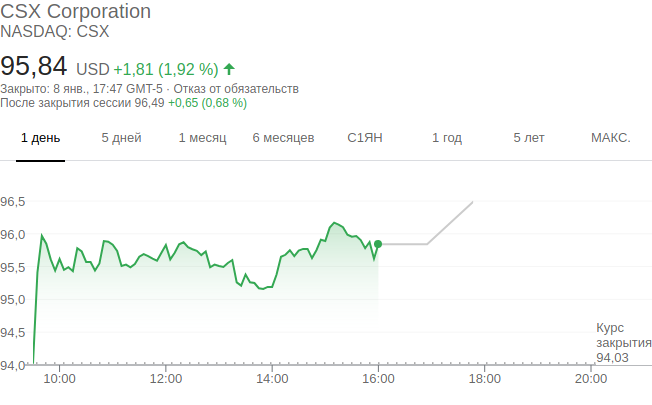 CSX Corporation
NASDAQ: CSX
95,84 USD +1,81 (1,92 %)
Закрыто: 8 янв., 17:47 GMT-5 · Отказ от обязательств
После закрытия сессии 96,49 +0,65 (0,68 %)
1 день 5 дней 1 месяц 6 месяцев С1ЯН 1 год 5 лет МАКС.
96,5
96,0
95,5
95,0
94,5
94,0
Курс
закрытия
94,03
10:00 12:00 14:00 16:00 18:00 20:00